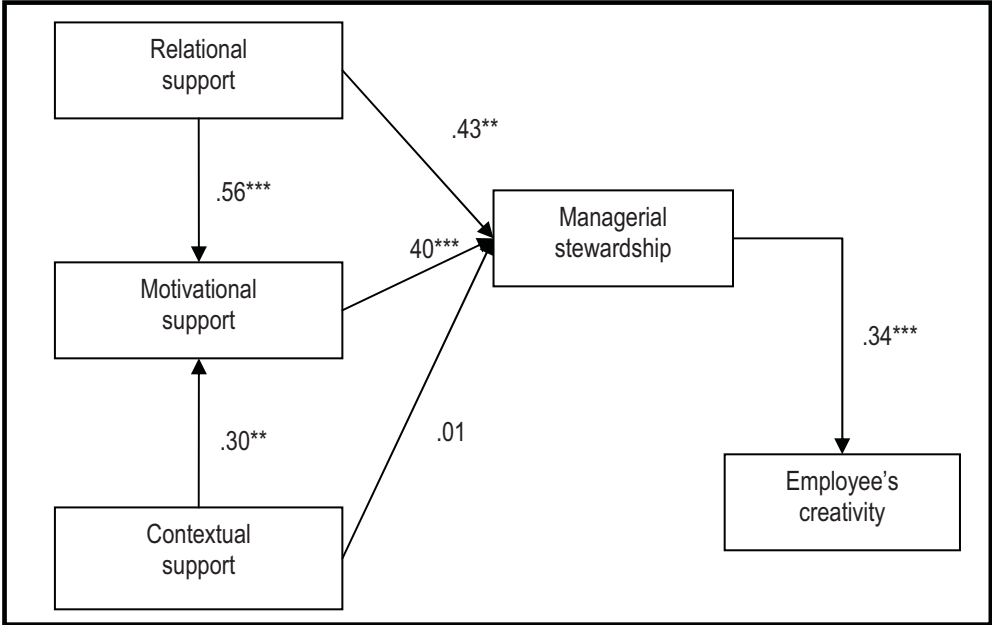 Relational
support
.43**
.56***
Managerial
stewardship
40***
Motivational
support
.34***
.30**
.01
Employee’s
creativity
Contextual
support